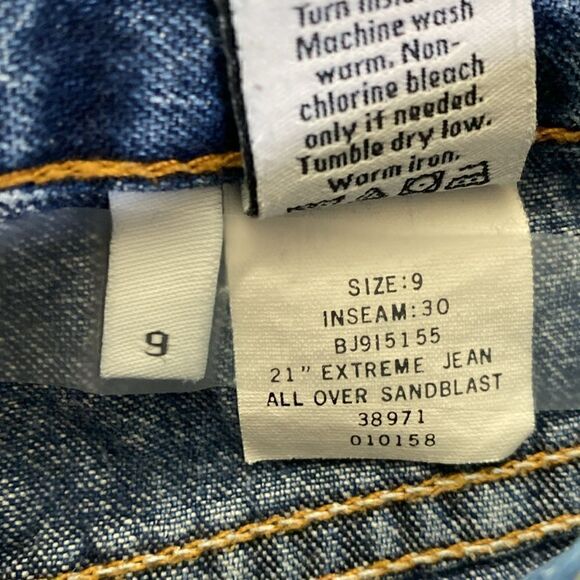 Turn
Machine wash
warm. Non-
chlorine bleach
only if needed.
Tumble dry low.
Warm iron.
9
SIZE:9
INSEAM:30
BJ915155
21" EXTREME JEAN
ALL OVER SANDBLAST
38971
010158